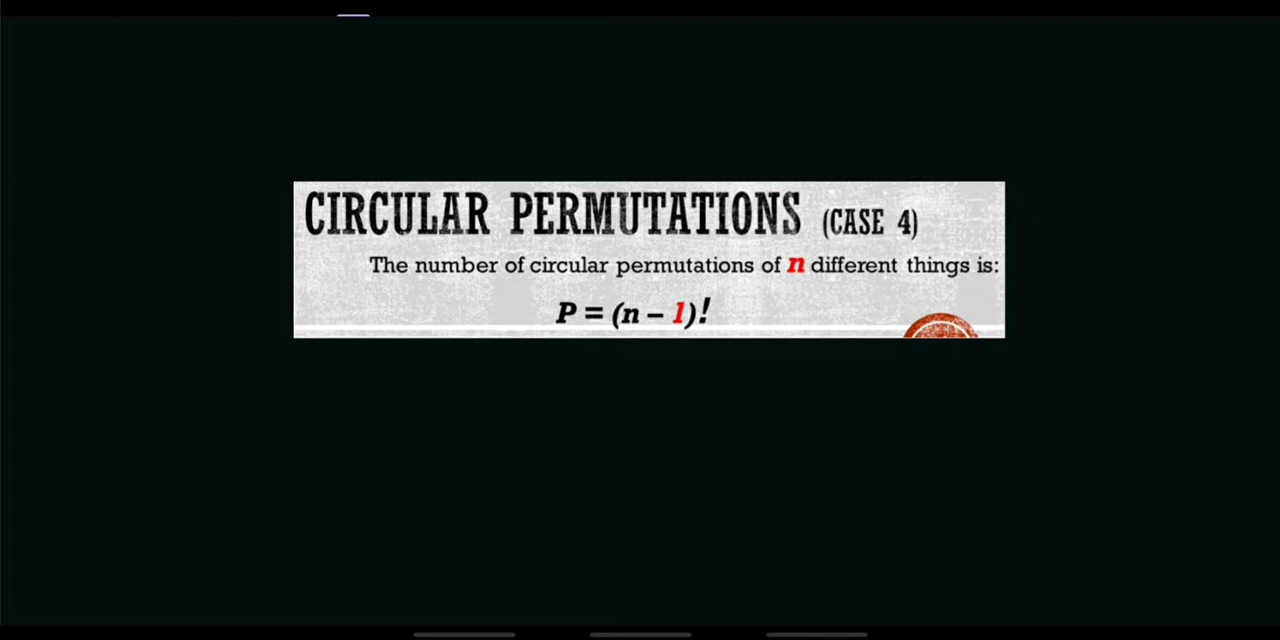 CIRCULAR PERMUTATIONS (CASE 4)
The number of circular permutations of n different things is:
P = (n – 1)!